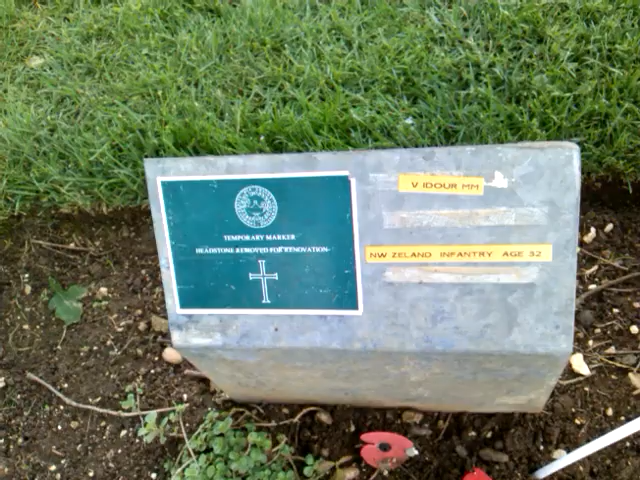 TEMPORARY MARKER
HEADSTONE REMOVED FOR RENOVATION
V IDOUR MM
NW ZELAND INFANTRY AGE 32